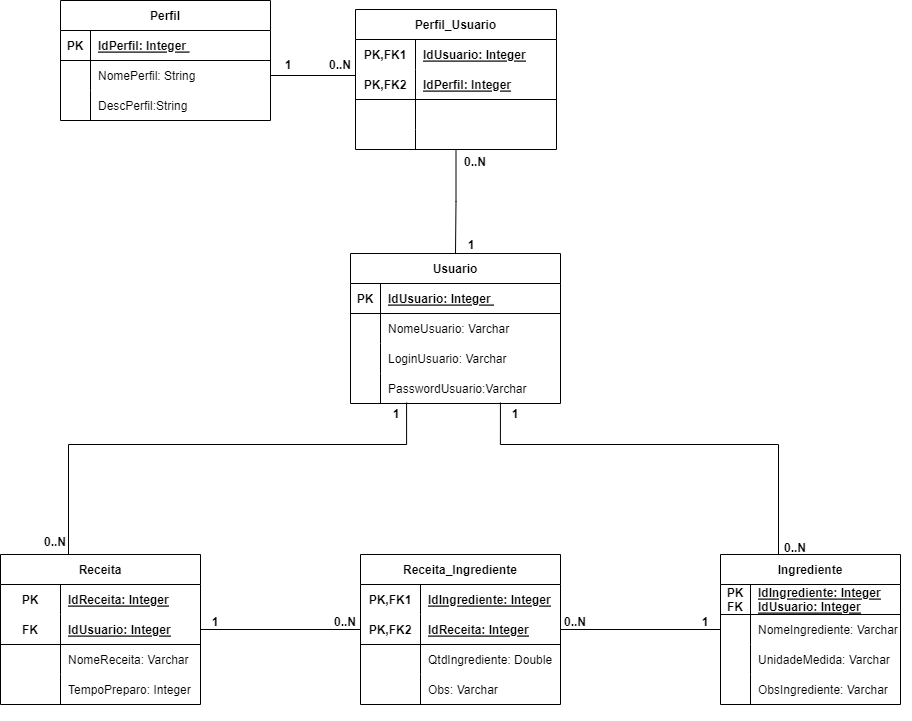 Perfil
PK IdPerfil: Integer
NomePerfil: String
DescPerfil:String
1 0..N
Perfil_Usuario
PK,FK1 IdUsuario: Integer
PK,FK2 IdPerfil: Integer
0..N
1
Usuario
PK IdUsuario: Integer
NomeUsuario: Varchar
LoginUsuario: Varchar
PasswordUsuario:Varchar
1 1
0..N 0..N
Receita
PK IdReceita: Integer
FK IdUsuario: Integer
NomeReceita: Varchar
TempoPreparo: Integer
1 0..N
Receita_Ingrediente
PK,FK1 IdIngrediente: Integer
PK,FK2 IdReceita: Integer
QtdIngrediente: Double
Obs: Varchar
0..N 1
Ingrediente
PK IdIngrediente: Integer
FK IdUsuario: Integer
NomeIngrediente: Varchar
UnidadeMedida: Varchar
ObsIngrediente: Varchar